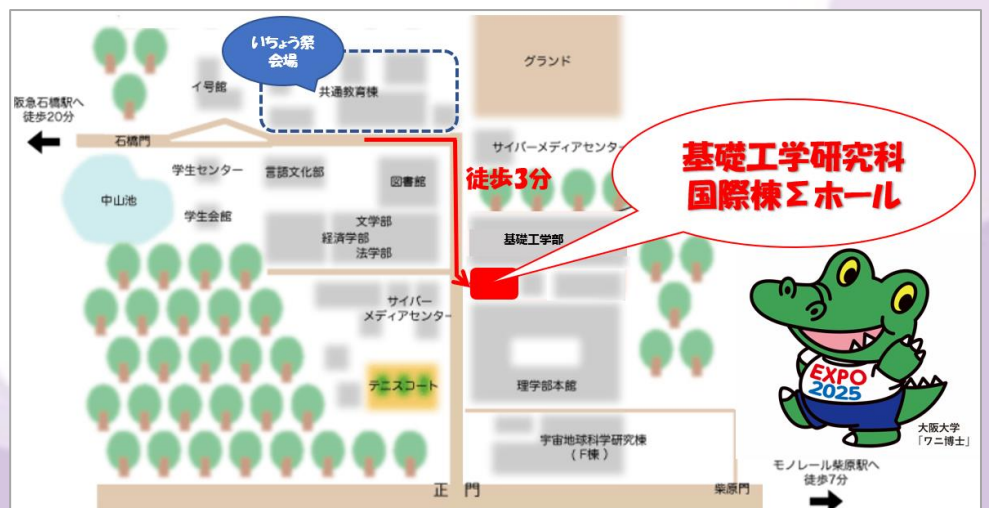 いちょう祭
会場
グランド
イ号館
共通教育棟
阪急石橋駅へ
徒歩20分
石橋門
サイバーメディアセンター
基礎工学研究科
国際棟Σホール
学生センター
言語文化部
図書館
徒歩3分
中山池
学生会館
文学部
経済学部
法学部
基礎工学部
サイバー
メディアセンター
テニスコート
理学部本館
EXPO
2025
大阪大学
「ワニ博士」
宇宙地球科学研究棟
(F棟)
モノレール柴原駅へ
徒歩7分
正門
柴原門